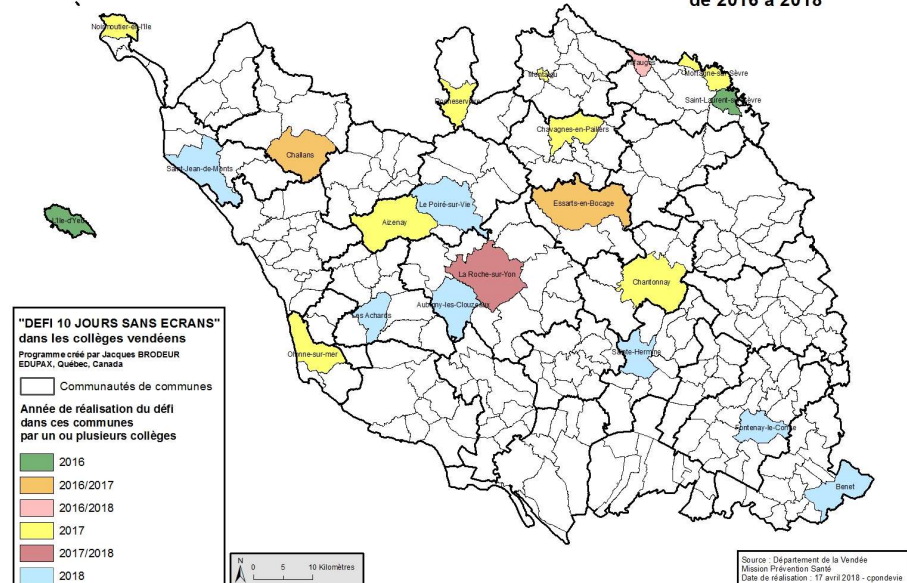 de 2016 à 2018
Noirmoutier-en-l'Ile
Montaigu
Mortagne-sur-Sèvre
Rocheservière
Saint-Laurent-sur-Sèvre
Chavagnes-en-Paillers
Challans
Saint-Jean-de-Monts
Le Poiré-sur-Vie
Essarts-en-Bocage
L'Ile-d'Yeu
Aizenay
La Roche-sur-Yon
Chantonnay
Les Achards
Aubigny-les-Clouzeaux
Olonne-sur-mer
Sainte-Hermine
Fontenay-le-Comte
Benet
"DEFI 10 JOURS SANS ECRANS"
dans les collèges vendéens
Programme créé par Jacques BRODEUR
EDUPAX, Québec, Canada
Communautés de communes
Année de réalisation du défi
dans ces communes
par un ou plusieurs collèges
2016
2016/2017
2016/2018
2017
2017/2018
2018
N
0 5 10 Kilomètres
Source : Département de la Vendée
Mission Prévention Santé
Date de réalisation : 17 avril 2018 - cpondevie